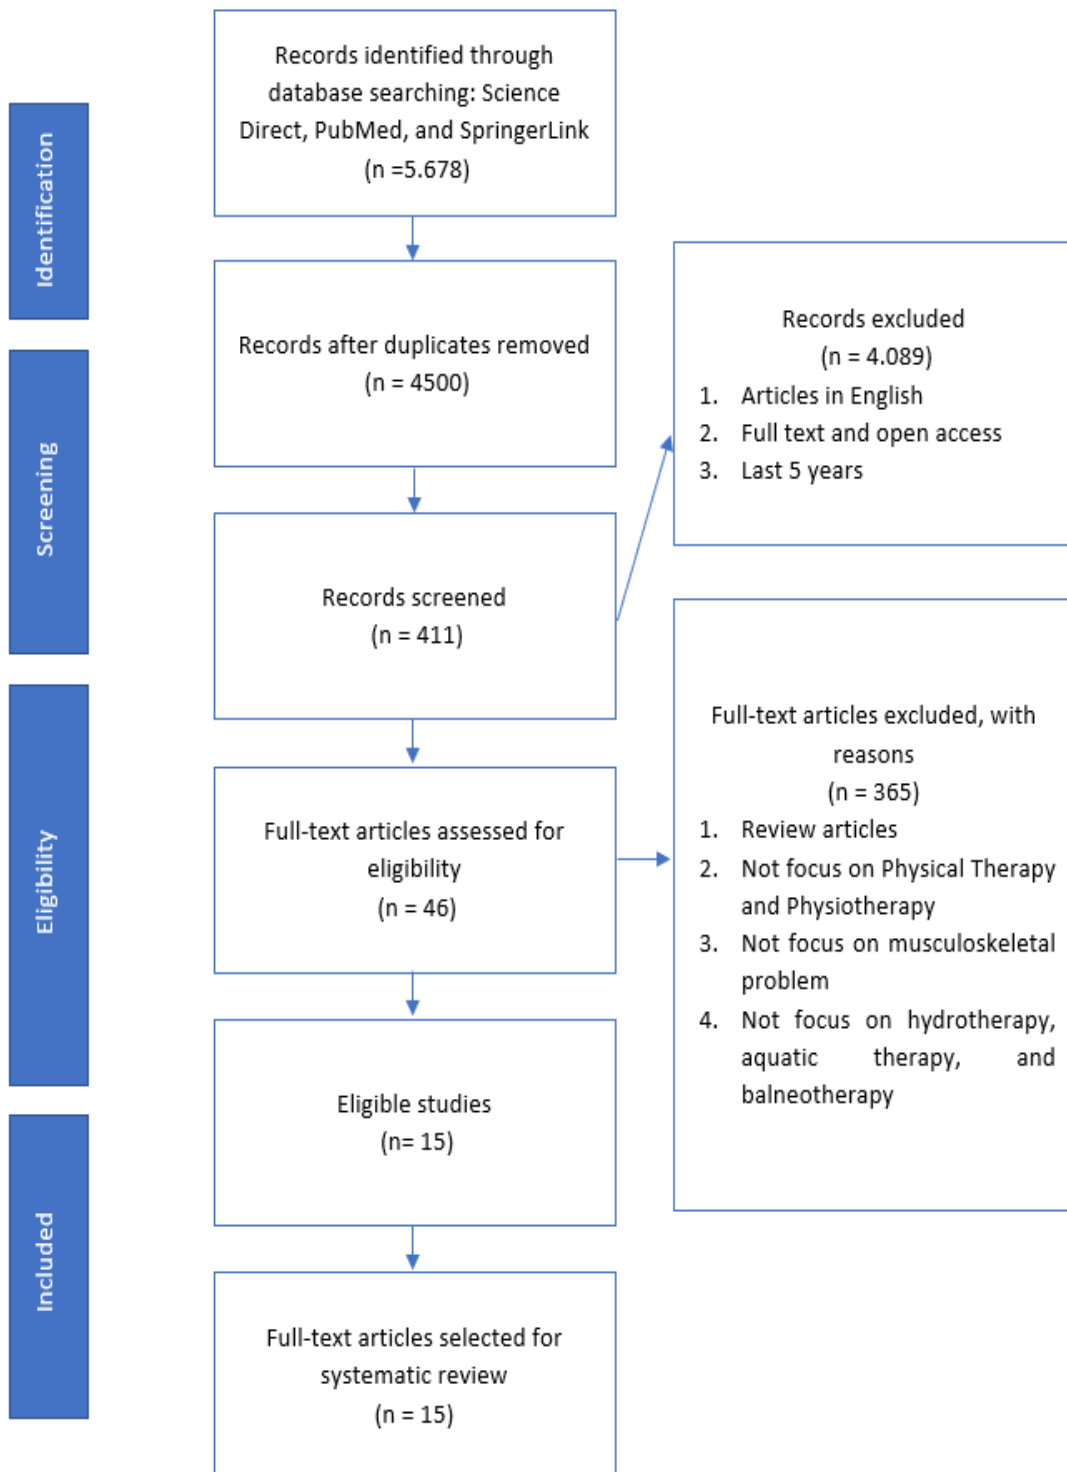 Identification
Records identified through
database searching: Science
Direct, PubMed, and SpringerLink
(n =5.678)
Records after duplicates removed
(n = 4500)
Records excluded
(n = 4.089)
1. Articles in English
2. Full text and open access
3. Last 5 years
Screening
Records screened
(n = 411)
Eligibility
Full-text articles assessed for
eligibility
(n = 46)
Full-text articles excluded, with
reasons
(n = 365)
1. Review articles
2. Not focus on Physical Therapy
and Physiotherapy
3. Not focus on musculoskeletal
problem
4. Not focus on hydrotherapy,
aquatic therapy, and
balneotherapy
Eligible studies
(n= 15)
Included
Full-text articles selected for
systematic review
(n = 15)